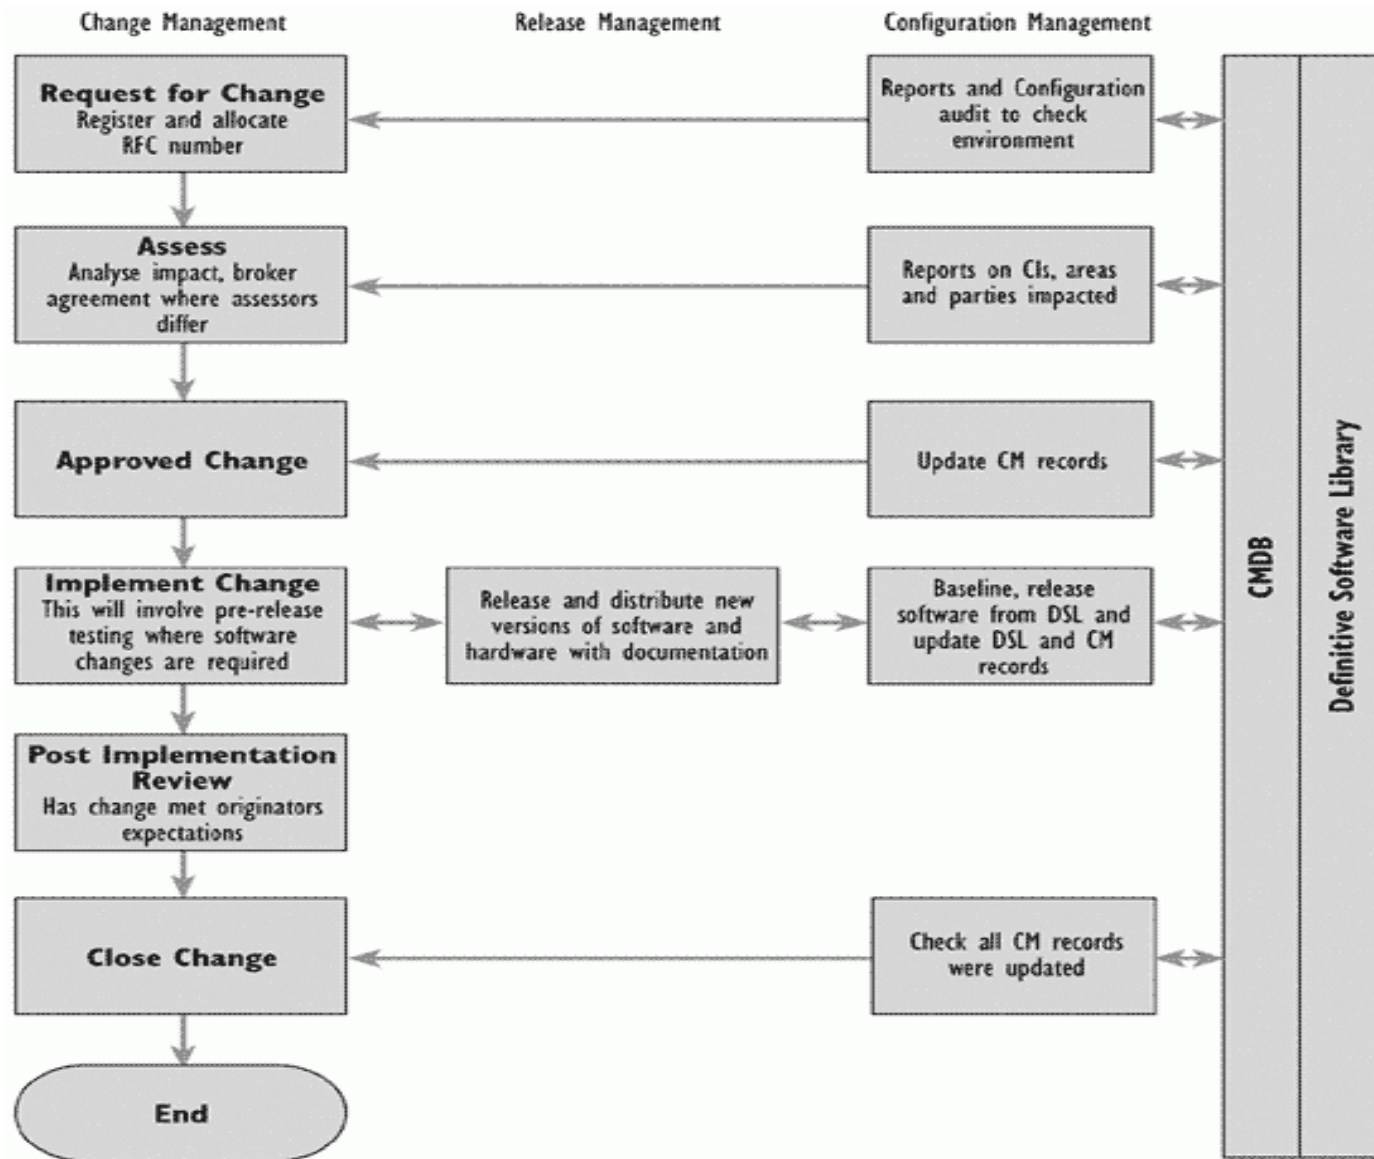 Change Management
Release Management
Configuration Management
Request for Change
Register and allocate
RFC number
Reports and Configuration
audit to check
environment
Assess
Analyse impact, broker
agreement where assessors
differ
Reports on CIs, areas
and parties impacted
Approved Change
Update CM records
Implement Change
This will involve pre-release
testing where software
changes are required
Release and distribute new
versions of software and
hardware with documentation
Baseline, release
software from DSL and
update DSL and CM
records
Post Implementation
Review
Has change met originators
expectations
Close Change
Check all CM records
were updated
End
CMDB
Definitive Software Library